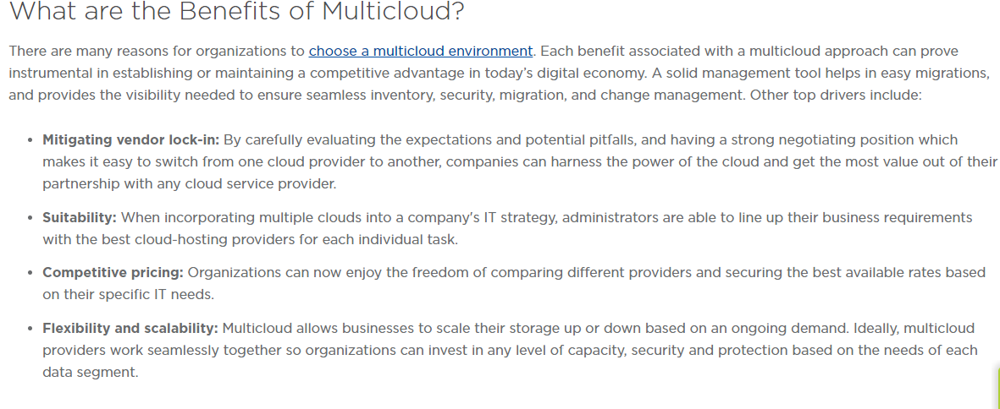 What are the Benefits of Multicloud?
There are many reasons for organizations to choose a multicloud environment. Each benefit associated with a multicloud approach can prove
instrumental in establishing or maintaining a competitive advantage in today's digital economy. A solid management tool helps in easy migrations,
and provides the visibility needed to ensure seamless inventory, security, migration, and change management. Other top drivers include:
• Mitigating vendor lock-in: By carefully evaluating the expectations and potential pitfalls, and having a strong negotiating position which
makes it easy to switch from one cloud provider to another, companies can harness the power of the cloud and get the most value out of their
partnership with any cloud service provider.
• Suitability: When incorporating multiple clouds into a company's IT strategy, administrators are able to line up their business requirements
with the best cloud-hosting providers for each individual task.
• Competitive pricing: Organizations can now enjoy the freedom of comparing different providers and securing the best available rates based
on their specific IT needs.
• Flexibility and scalability: Multicloud allows businesses to scale their storage up or down based on an ongoing demand. Ideally, multicloud
providers work seamlessly together so organizations can invest in any level of capacity, security and protection based on the needs of each
data segment.